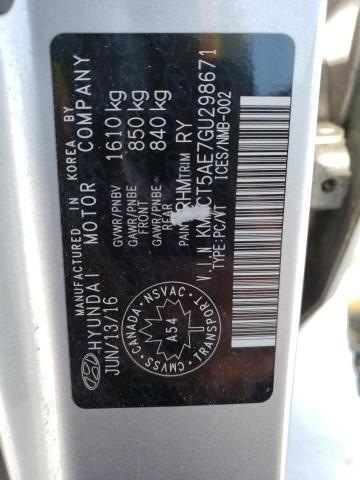 MANUFACTURED IN KOREA BY
HYUNDAI MOTOR COMPANY
JUN/13/16
GVWR/PNBV 1610 kg
GAWR/PNBE FRONT 850 kg
GAWR/PNBE REAR 840 kg
PAINT RHM TRIM RY
V.I.N CT5AE7GU298671
TYPE:PC/VT ICES/NMB-002
CANADA NSVAC
A54
CMVSS TRANSPORT